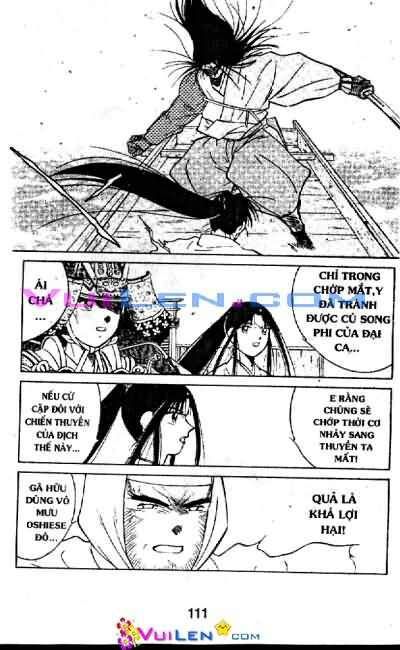 ÁI
CHÀ
...
CHỈ TRONG
CHỚP MẮT,Y
ĐÃ TRÁNH
ĐƯỢC CÚ SONG
PHI CỦA ĐẠI
CA...
VuiLen.com
NẾU CỨ
CẶP ĐÔI VỚI
CHIẾN THUYỀN
CỦA ĐỊCH
THẾ NÀY...
E RẰNG
CHÚNG SẼ
CHỚP THỜI CƠ
NHẢY SANG
THUYỀN TA
MẤT!
GÃ HỮU
DŨNG VÔ
MƯU
OSHIESE
ĐÓ...
QUẢ LÀ
KHẢ LỢI
HẠI!
111
VuiLen.com